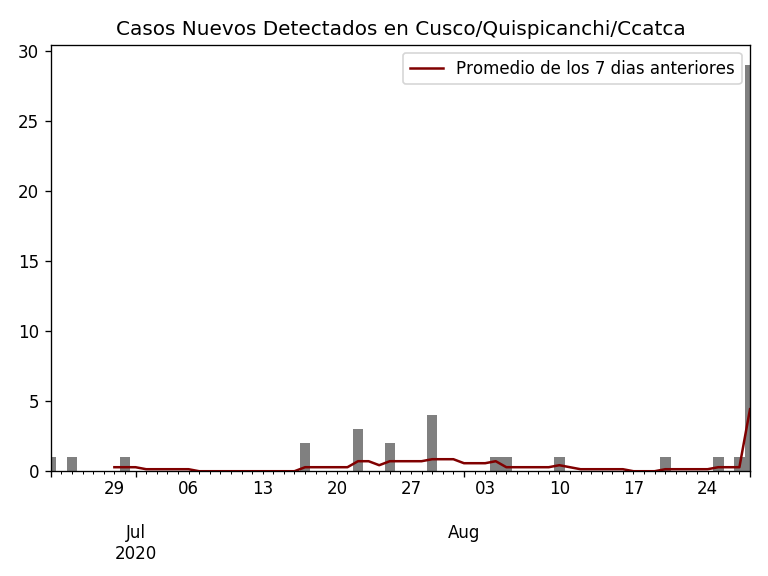 Casos Nuevos Detectados en Cusco/Quispicanchi/Ccatca
Promedio de los 7 dias anteriores
30
25
20
15
10
5
0
29 06 13 20 27 03 10 17 24
Jul Aug
2020